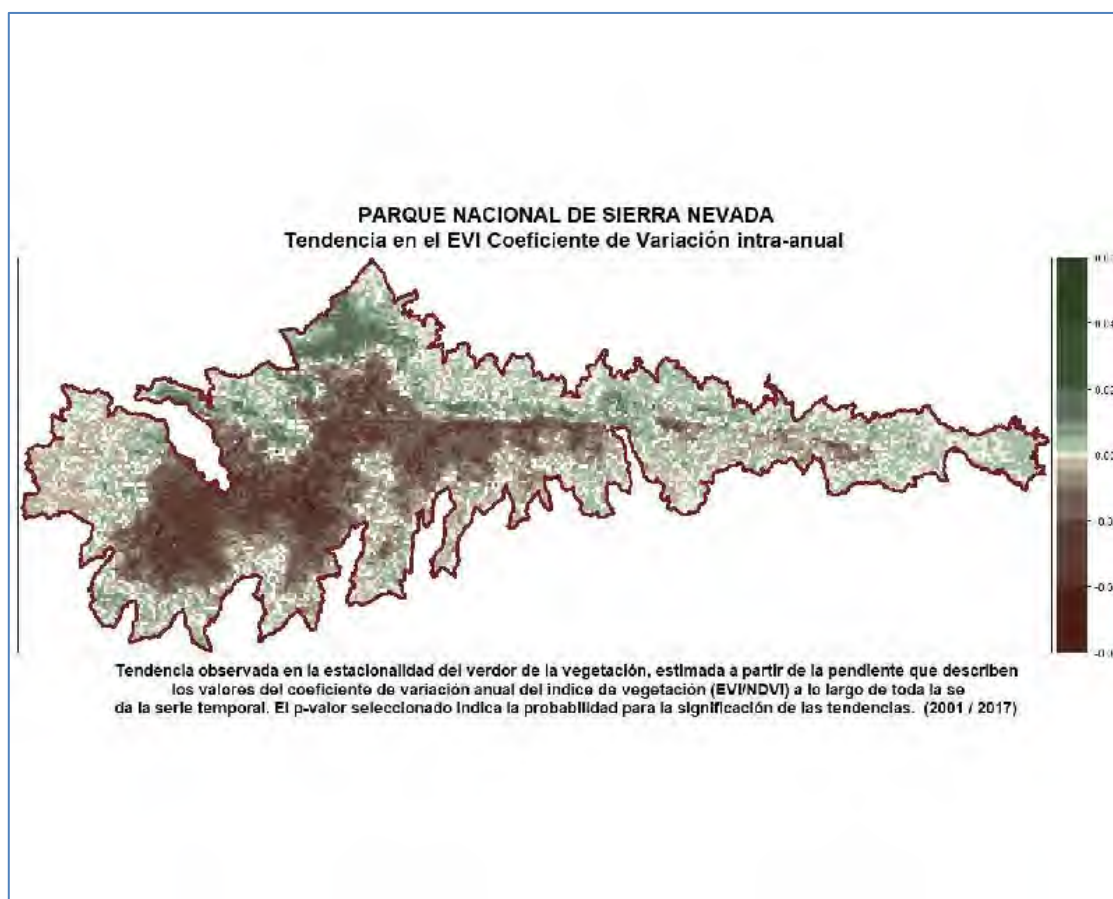 PARQUE NACIONAL DE SIERRA NEVADA
Tendencia en el EVI Coeficiente de Variación intra-anual
Tendencia observada en la estacionalidad del verdor de la vegetación, estimada a partir de la pendiente que describen
los valores del coeficiente de variación anual del índice de vegetación (EVI/NDVI) a lo largo de toda la se
da la serie temporal. El p-valor seleccionado indica la probabilidad para la significación de las tendencias. (2001 / 2017)